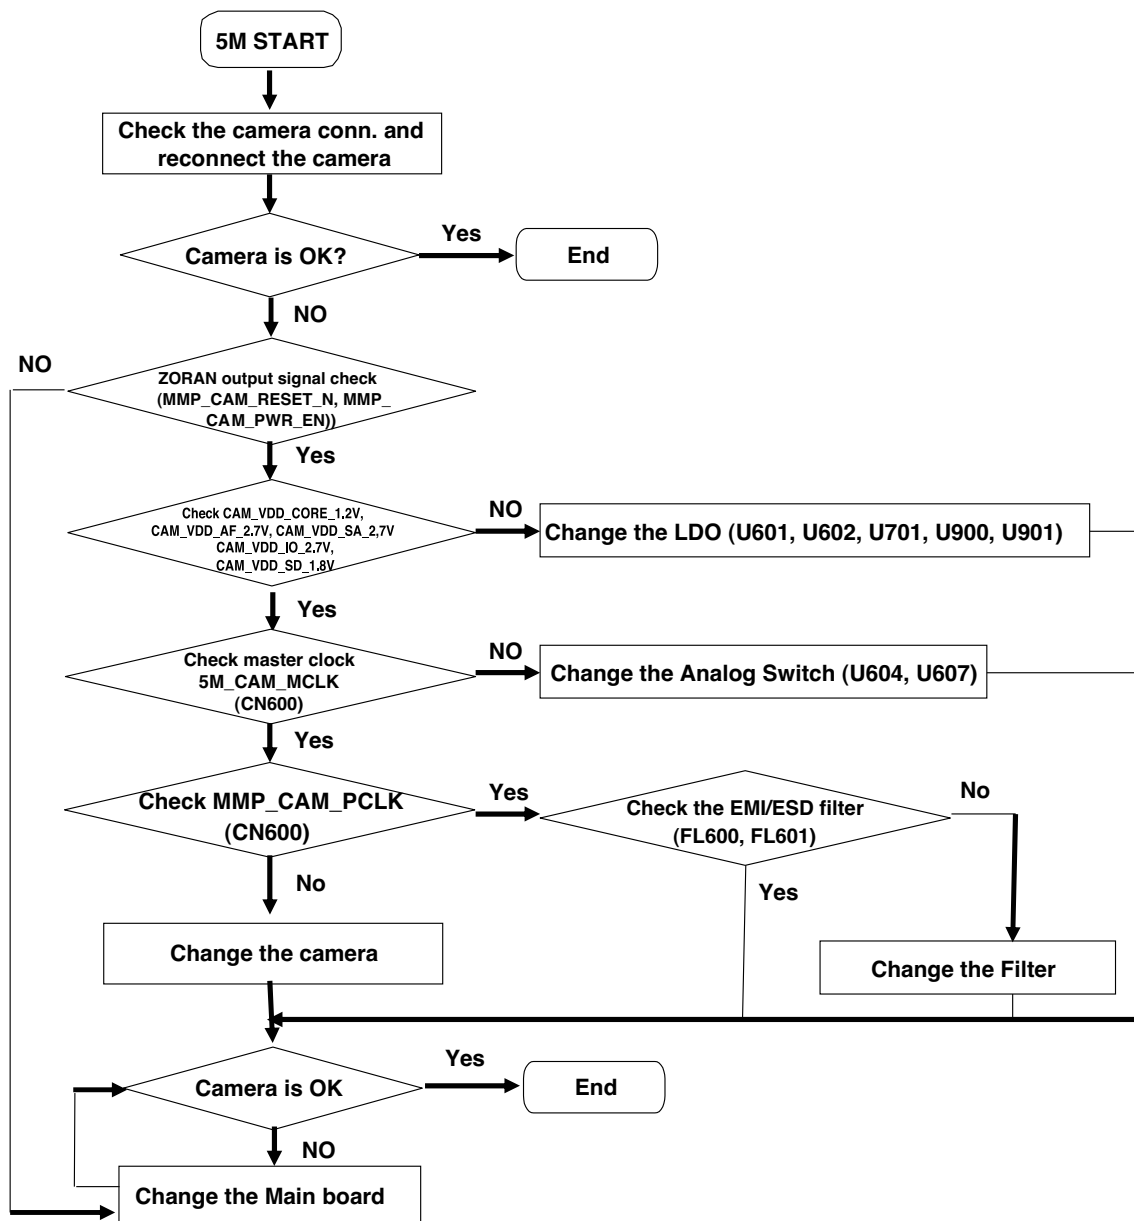 5M START
Check the camera conn. and
reconnect the camera
Camera is OK?
Yes
End
NO
NO
ZORAN output signal check
(MMP_CAM_RESET_N, MMP_
CAM_PWR_EN))
Yes
Check CAM_VDD_CORE_1.2V,
CAM_VDD_AF_2.7V, CAM_VDD_SA_2,7V
CAM_VDD_IO_2.7V,
CAM_VDD_SD_1.8V
NO
Change the LDO (U601, U602, U701, U900, U901)
Yes
Check master clock
5M_CAM_MCLK
(CN600)
NO
Change the Analog Switch (U604, U607)
Yes
Check MMP_CAM_PCLK
(CN600)
Yes
Check the EMI/ESD filter
(FL600, FL601)
No
No
Yes
Change the camera
Change the Filter
Camera is OK
Yes
End
NO
Change the Main board